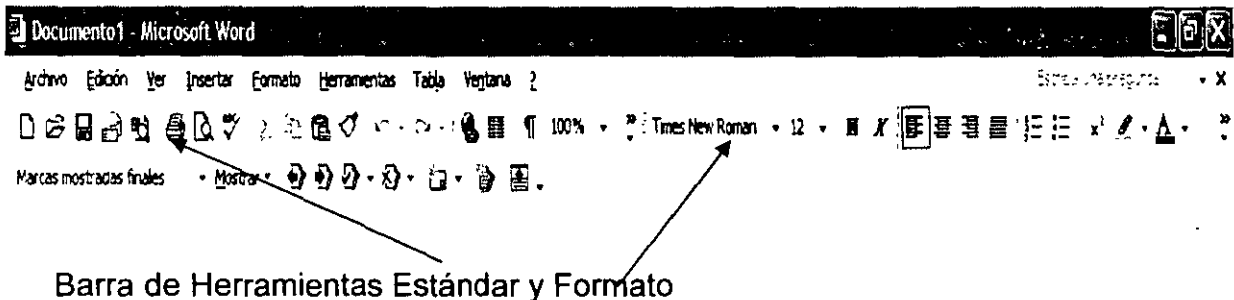 Documento1 - Microsoft Word
Archivo Edición Ver Insertar Formato Herramientas Tabla Ventana ?
100% Times New Roman 12 N K
Marcas mostradas finales Mostrar
Barra de Herramientas Estándar y Formato